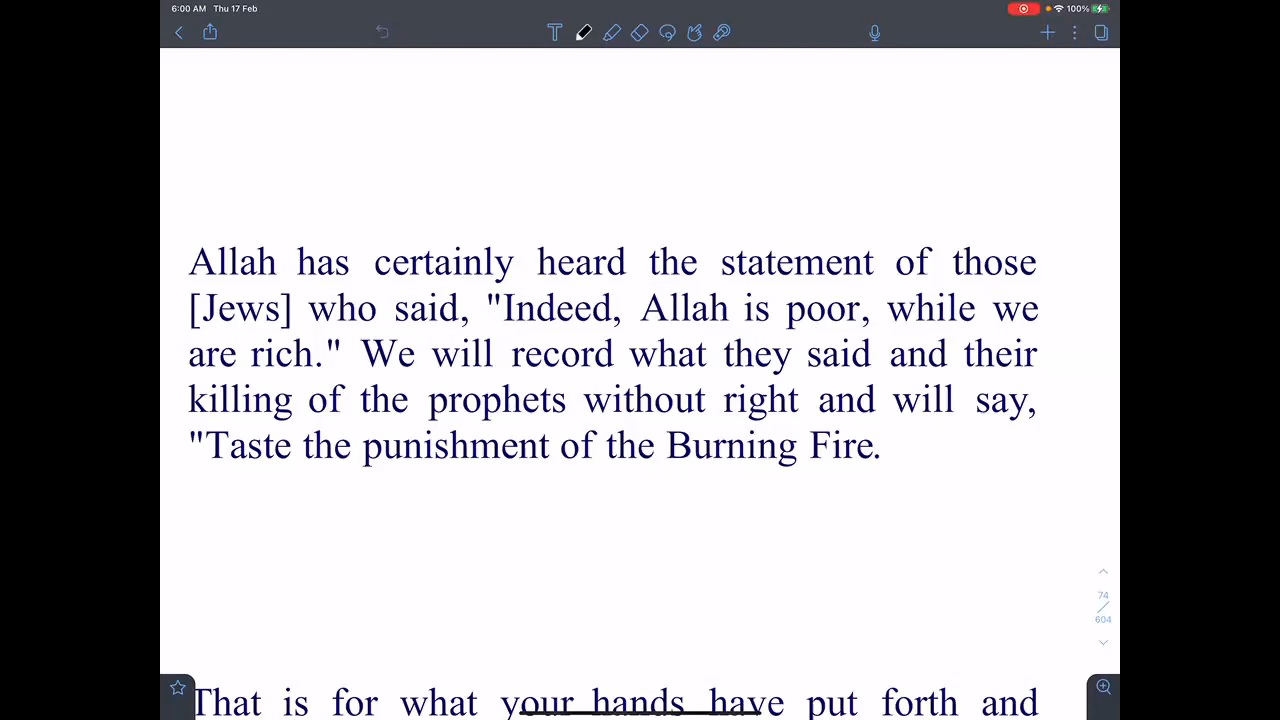 6:00 AM Thu 17 Feb
100%
T
Allah has certainly heard the statement of those
[Jews] who said, "Indeed, Allah is poor, while we
are rich." We will record what they said and their
killing of the prophets without right and will say,
"Taste the punishment of the Burning Fire.
74
604
That is for what your hands have put forth and